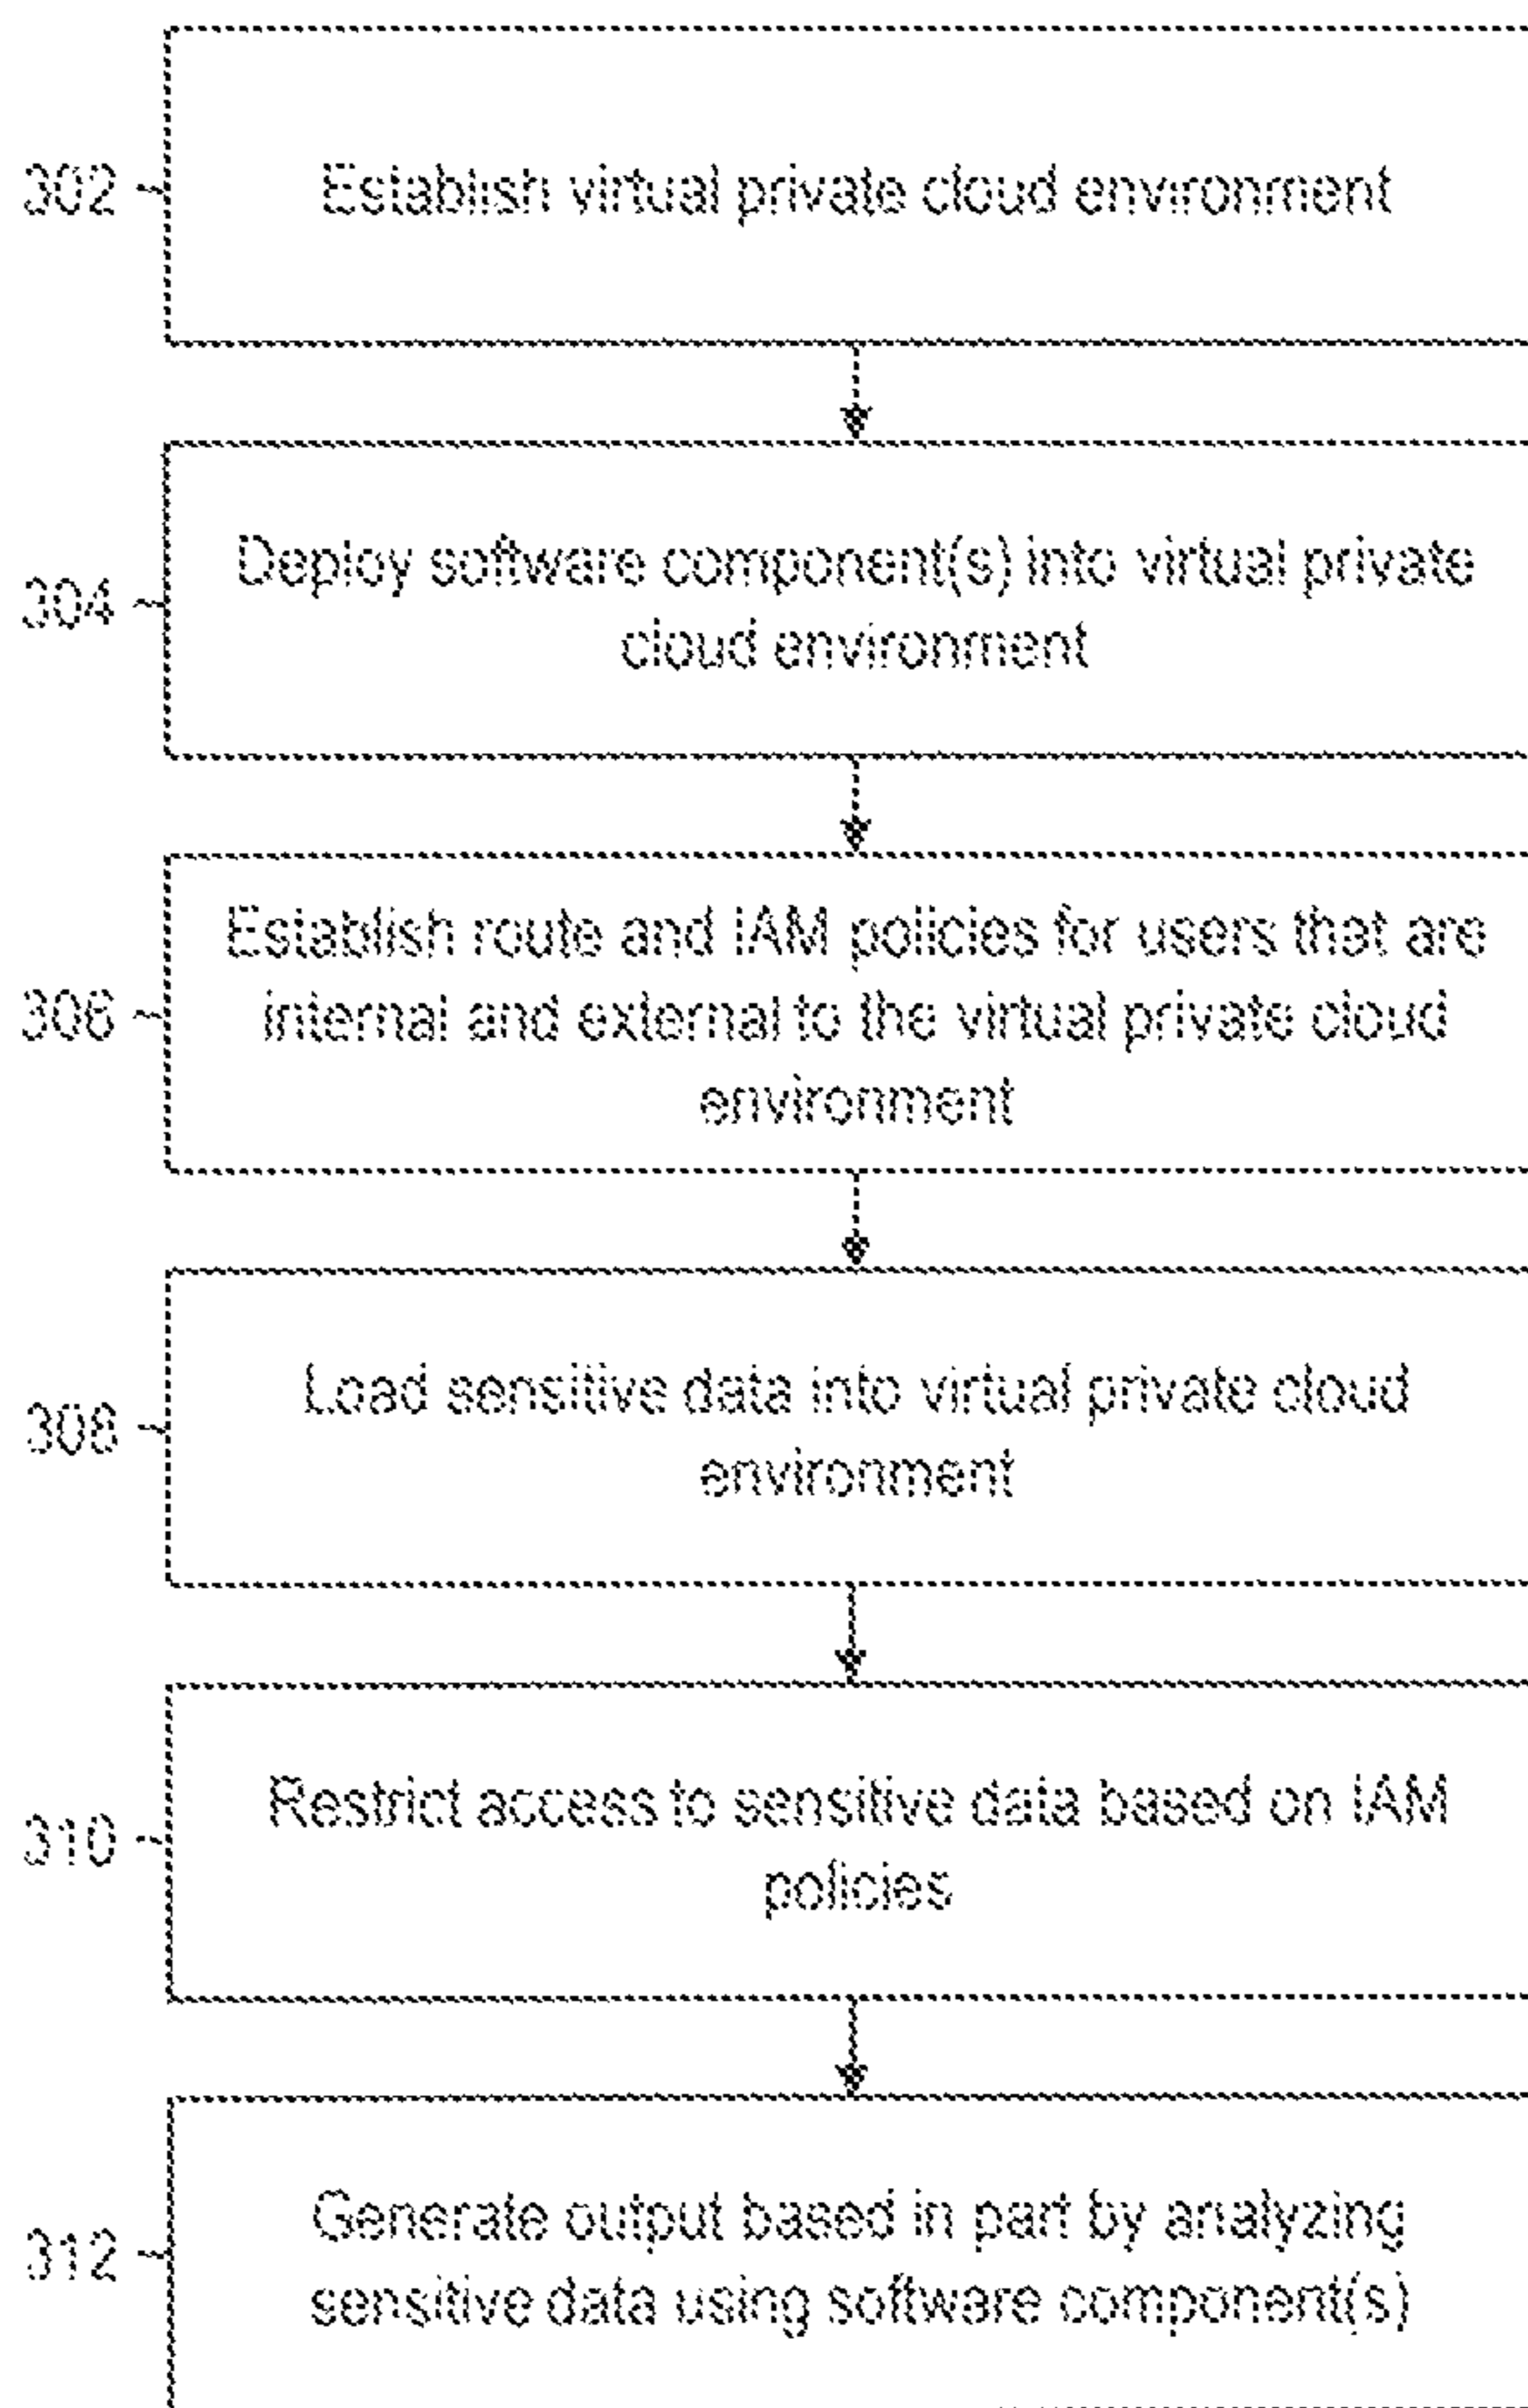 302
Establish virtual private cloud environment
304
Deploy software component(s) into virtual private
cloud environment
306
Establish route and IAM policies for users that are
internal and external to the virtual private cloud
environment
308
Load sensitive data into virtual private cloud
environment
310
Restrict access to sensitive data based on IAM
policies
312
Generate output based in part by analyzing
sensitive data using software component(s)